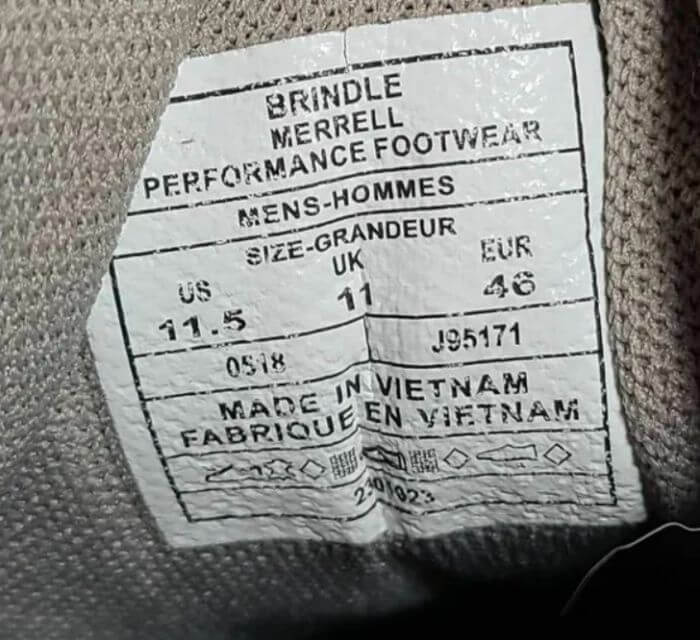 BRINDLE
MERRELL
PERFORMANCE FOOTWEAR
MENS-HOMMES
SIZE-GRANDEUR
US UK EUR
11.5 11 46
0518 J95171
MADE IN VIETNAM
FABRIQUE EN VIETNAM